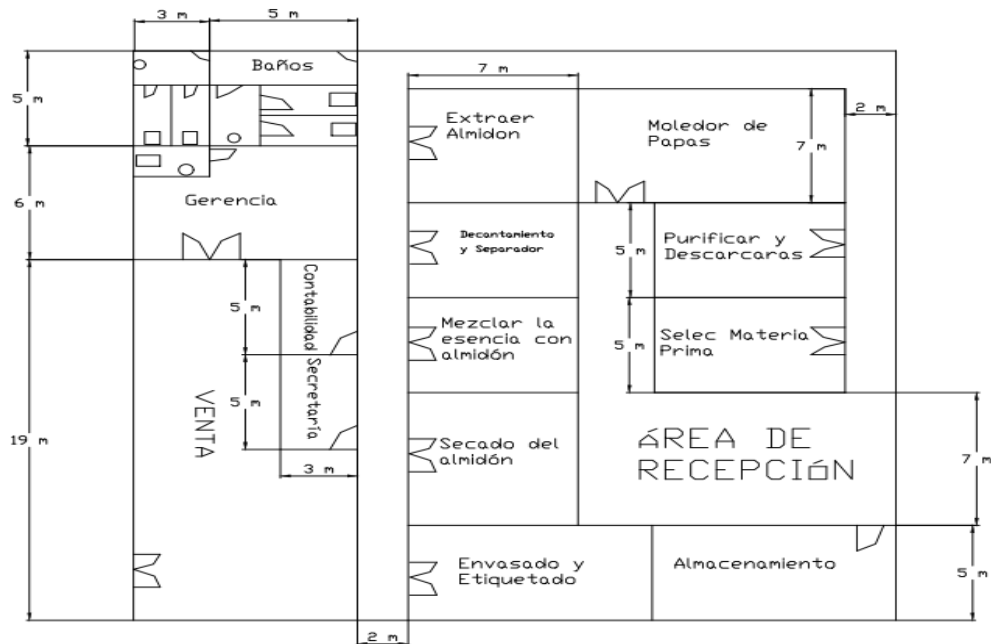 3 m
5 m
Baños
5 m
7 m
2 m
Extraer
Almidon
Moledor de
Papas
7 m
6 m
Gerencia
Decantamiento
y Separador
5 m
Purificar y
Descarcaras
Contabilidad
5 m
Mezclar la
esencia con
almidón
5 m
Selec Materia
Prima
Secretaría
5 m
VENTA
19 m
3 m
Secado del
almidón
ÁREA DE
RECEPCIÓN
7 m
Envasado y
Etiquetado
Almacenamiento
5 m
2 m